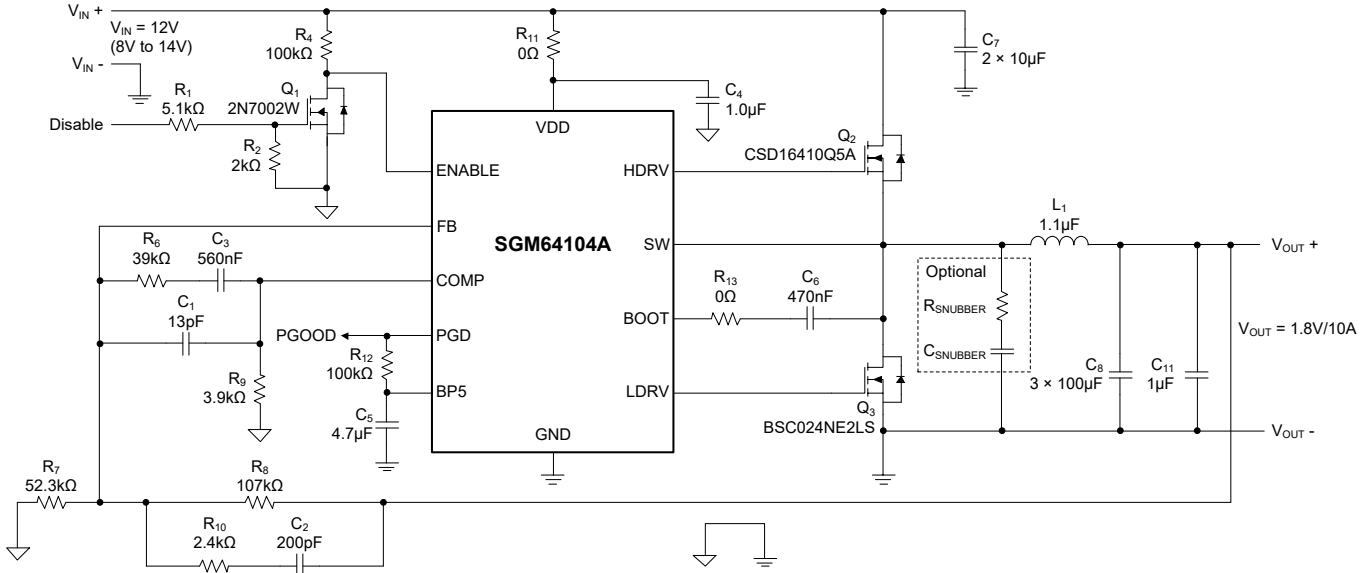 VIN +
VIN = 12V
(8V to 14V)
VIN -
R4
100kΩ
R11
0Ω
C7
2 × 10µF
R1
5.1kΩ
Q1
2N7002W
C4
1.0µF
Disable
R2
2kΩ
VDD
Q2
CSD16410Q5A
ENABLE
HDRV
FB
SGM64104A
SW
L1
1.1µF
VOUT +
R6
39kΩ
C3
560nF
COMP
Optional
R13
0Ω
C6
470nF
RSNUBBER
C1
13pF
BOOT
PGOOD
PGD
VOUT = 1.8V/10A
CSNUBBER
R12
100kΩ
C8
3 × 100µF
C11
1µF
R9
3.9kΩ
BP5
LDRV
Q3
BSC024NE2LS
C5
4.7µF
GND
VOUT -
R7
52.3kΩ
R8
107kΩ
R10
2.4kΩ
C2
200pF